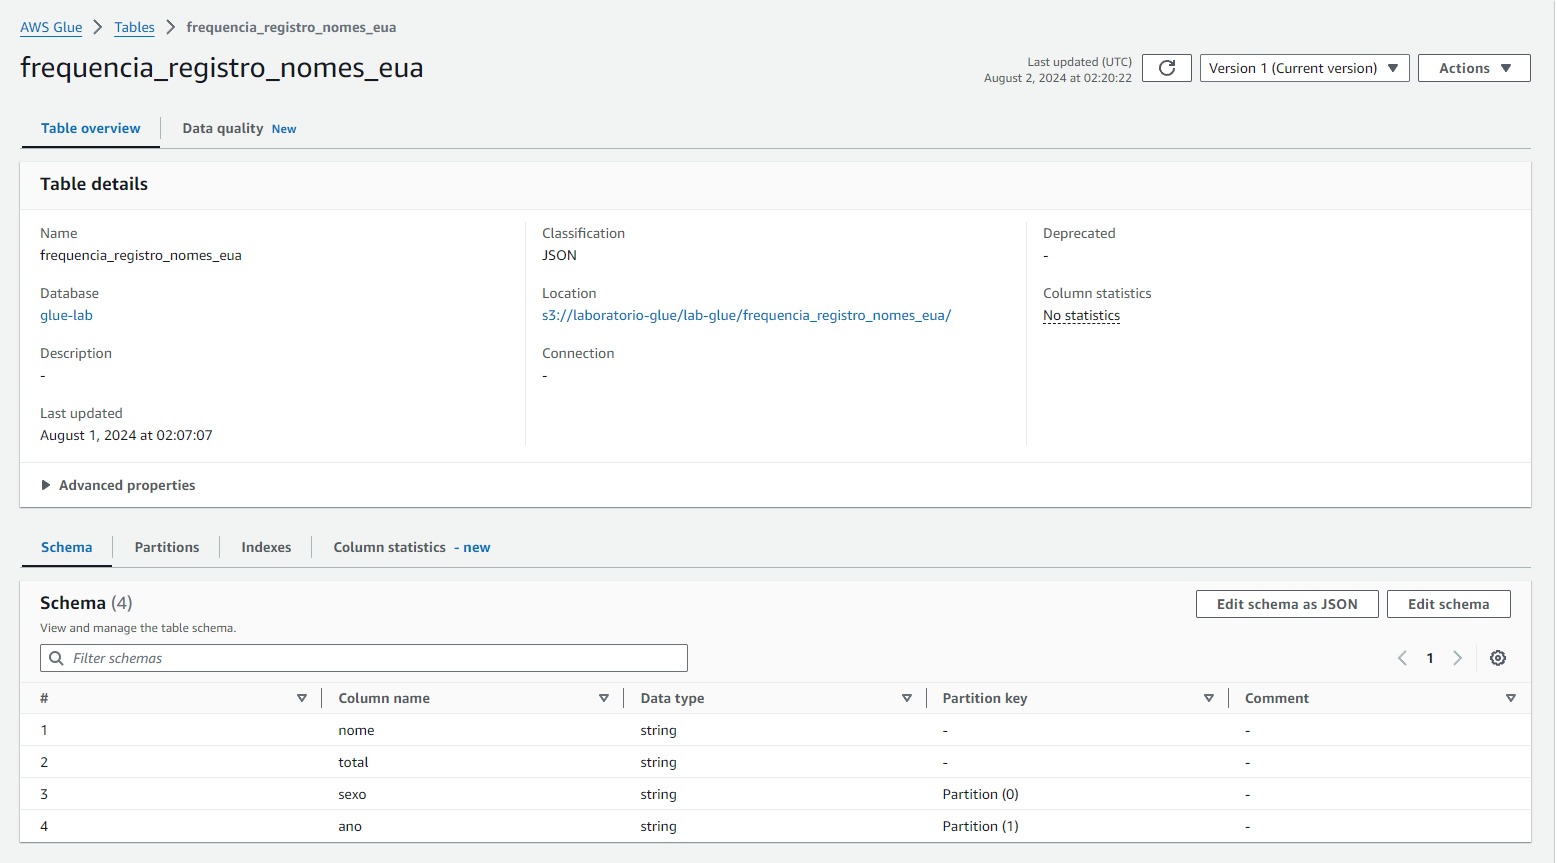 AWS Glue > Tables > frequencia_registro_nomes_eua
frequencia_registro_nomes_eua
Last updated (UTC)
August 2, 2024 at 02:20:22
Version 1 (Current version)
Actions
Table overview
Data quality New
Table details
Name
frequencia_registro_nomes_eua
Database
glue-lab
Description
-
Last updated
August 1, 2024 at 02:07:07
Classification
JSON
Location
s3://laboratorio-glue/lab-glue/frequencia_registro_nomes_eua/
Connection
-
Deprecated
-
Column statistics
No statistics
Advanced properties
Schema
Partitions
Indexes
Column statistics - new
Schema (4)
View and manage the table schema.
Edit schema as JSON
Edit schema
Filter schemas
1
# Column name Data type Partition key Comment
1 nome string - -
2 total string - -
3 sexo string Partition (0) -
4 ano string Partition (1) -